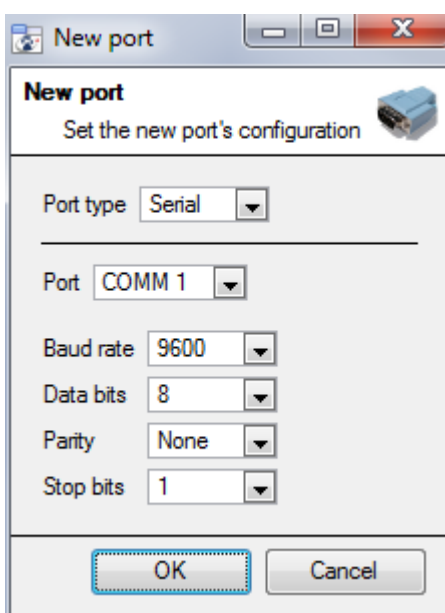 New port
New port
Set the new port's configuration
Port type Serial
Port COMM 1
Baud rate 9600
Data bits 8
Parity None
Stop bits 1
OK Cancel